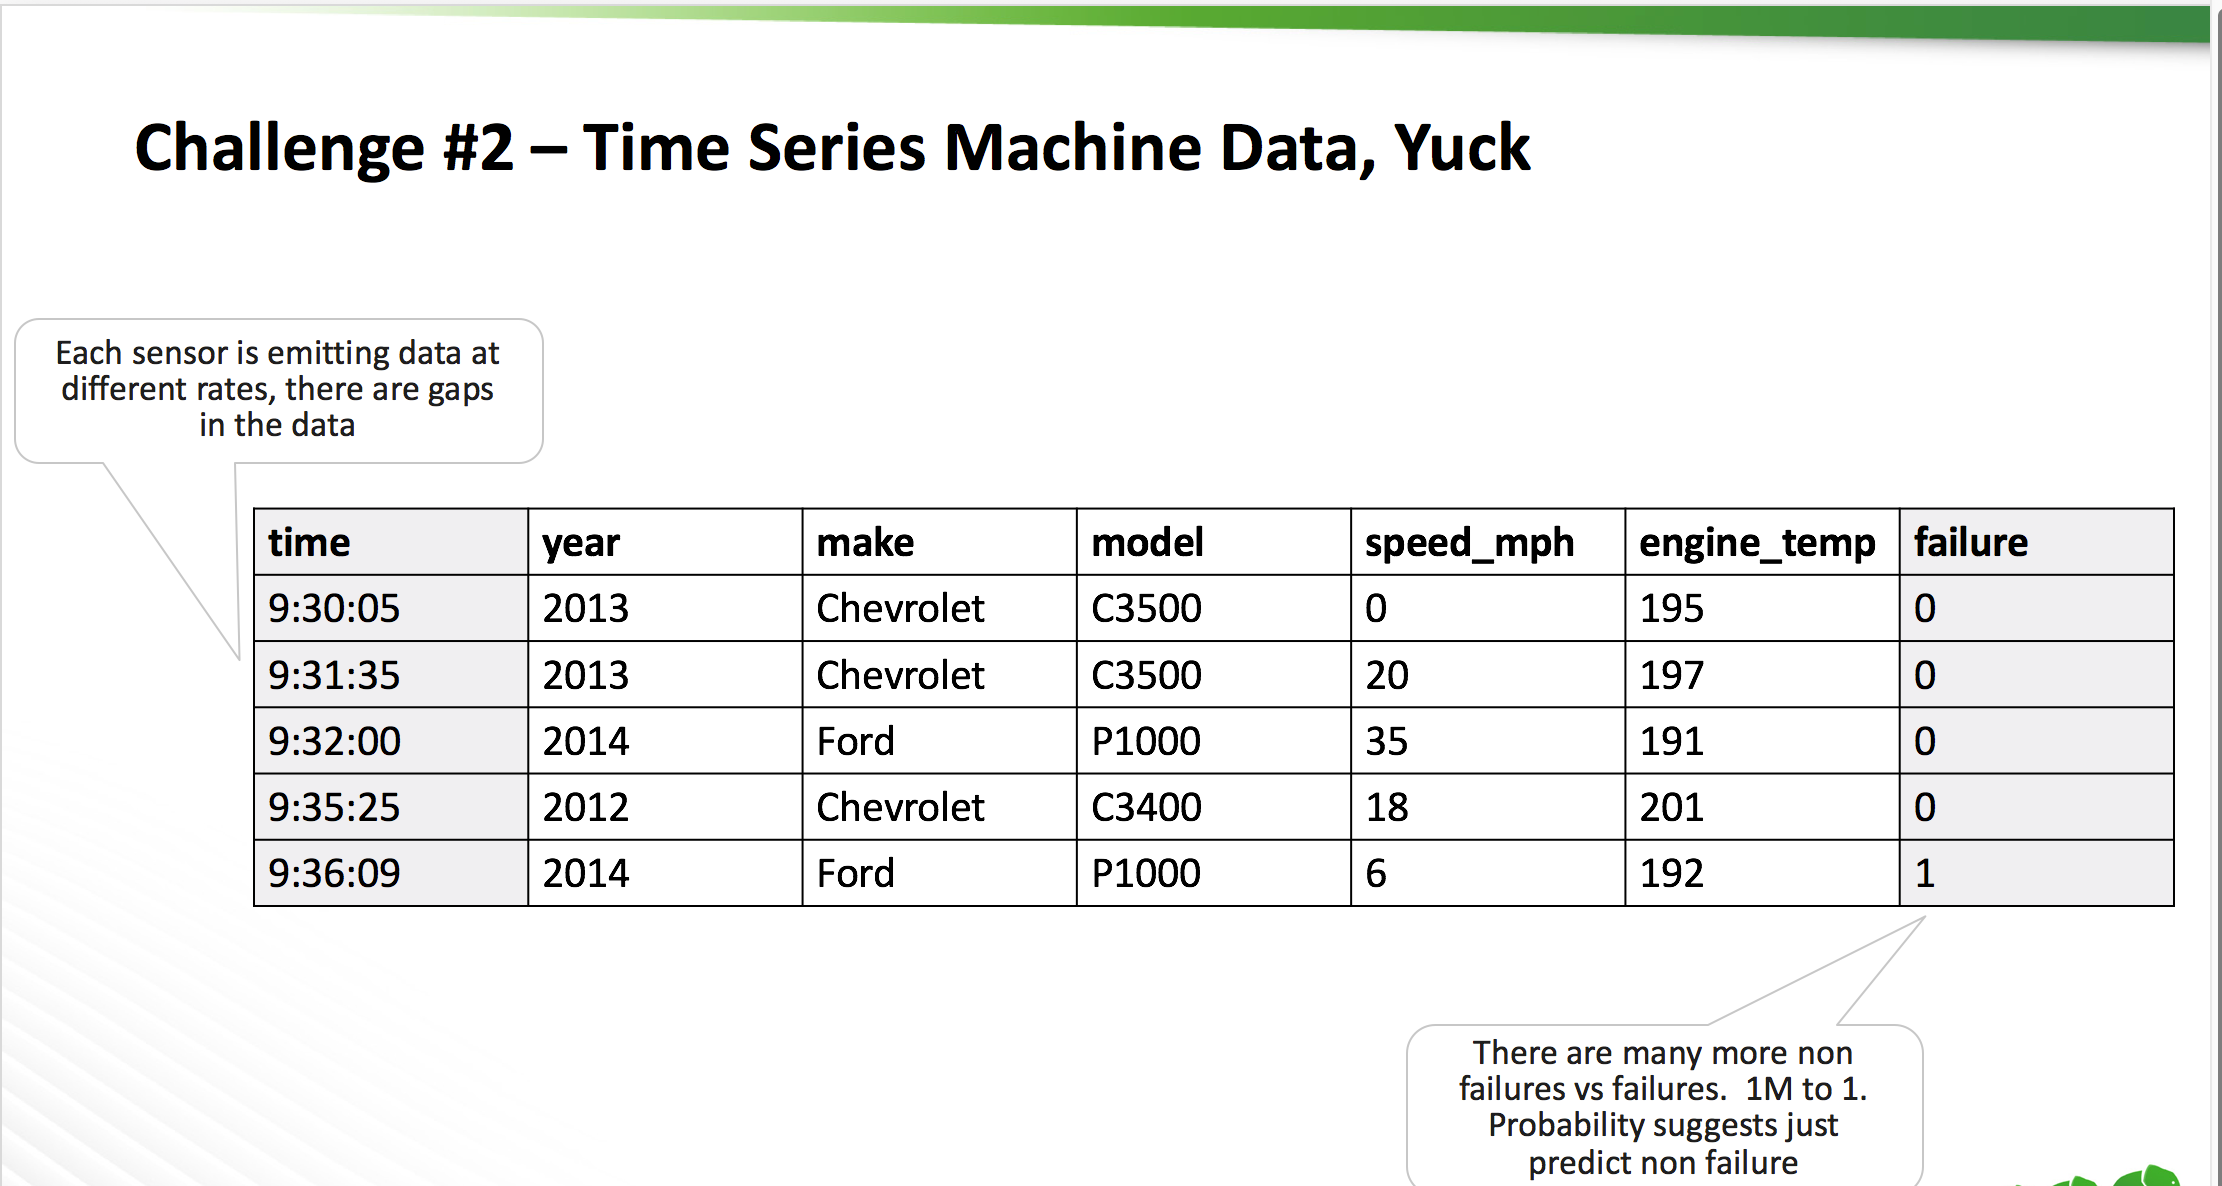 Challenge #2 – Time Series Machine Data, Yuck
Each sensor is emitting data at
different rates, there are gaps
in the data
time year make model speed_mph engine_temp failure
9:30:05 2013 Chevrolet C3500 0 195 0
9:31:35 2013 Chevrolet C3500 20 197 0
9:32:00 2014 Ford P1000 35 191 0
9:35:25 2012 Chevrolet C3400 18 201 0
9:36:09 2014 Ford P1000 6 192 1
There are many more non
failures vs failures.  1M to 1.
Probability suggests just
predict non failure